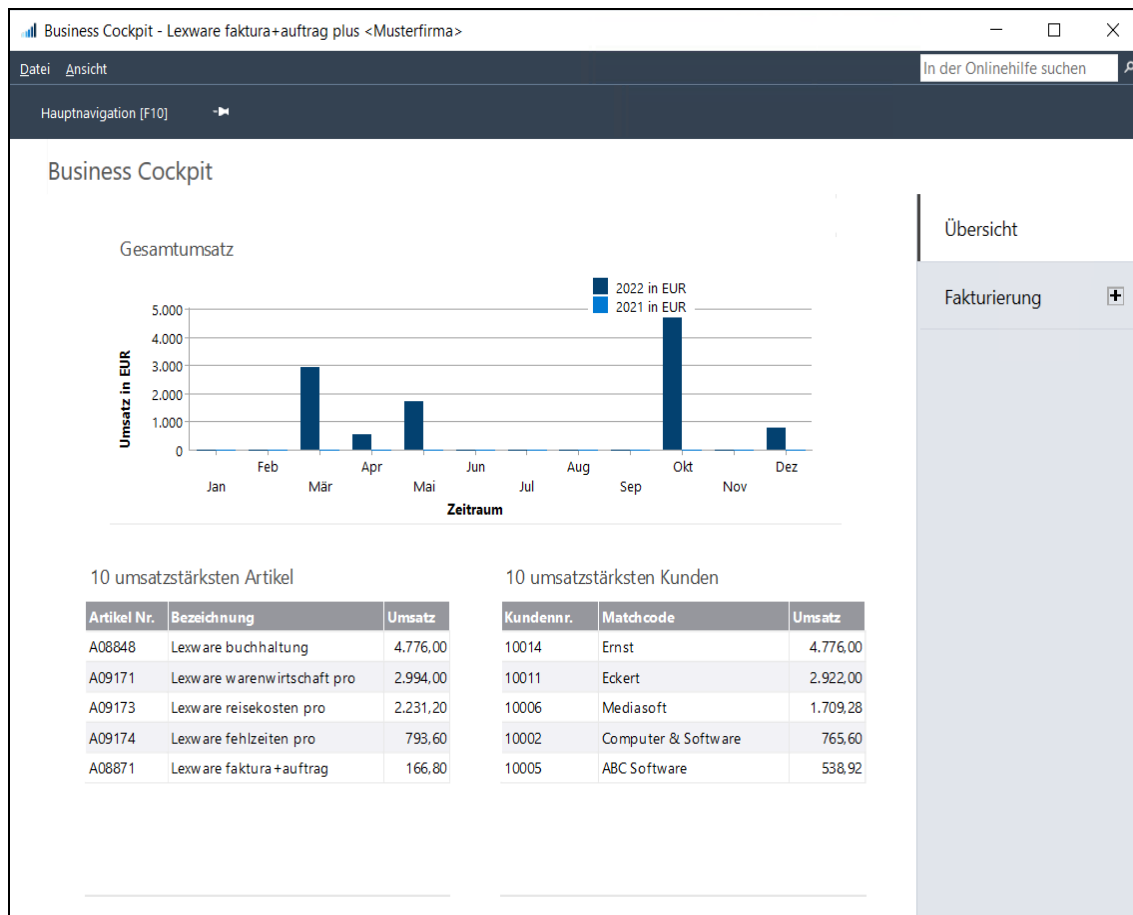 Business Cockpit - Lexware faktura+auftrag plus <Musterfirma>
Datei Ansicht In der Onlinehilfe suchen
Hauptnavigation [F10]
Business Cockpit
Übersicht
Fakturierung
Gesamtumsatz
2022 in EUR
2021 in EUR
Umsatz in EUR
5.000
4.000
3.000
2.000
1.000
0
Feb Apr Jun Aug Okt Dez
Jan Mär Mai Jul Sep Nov
Zeitraum
10 umsatzstärksten Artikel
Artikel Nr. Bezeichnung Umsatz
A08848 Lexware buchhaltung 4.776,00
A09171 Lexware warenwirtschaft pro 2.994,00
A09173 Lexware reisekosten pro 2.231,20
A09174 Lexware fehlzeiten pro 793,60
A08871 Lexware faktura+auftrag 166,80
10 umsatzstärksten Kunden
Kundennr. Matchcode Umsatz
10014 Ernst 4.776,00
10011 Eckert 2.922,00
10006 Mediasoft 1.709,28
10002 Computer & Software 765,60
10005 ABC Software 538,92